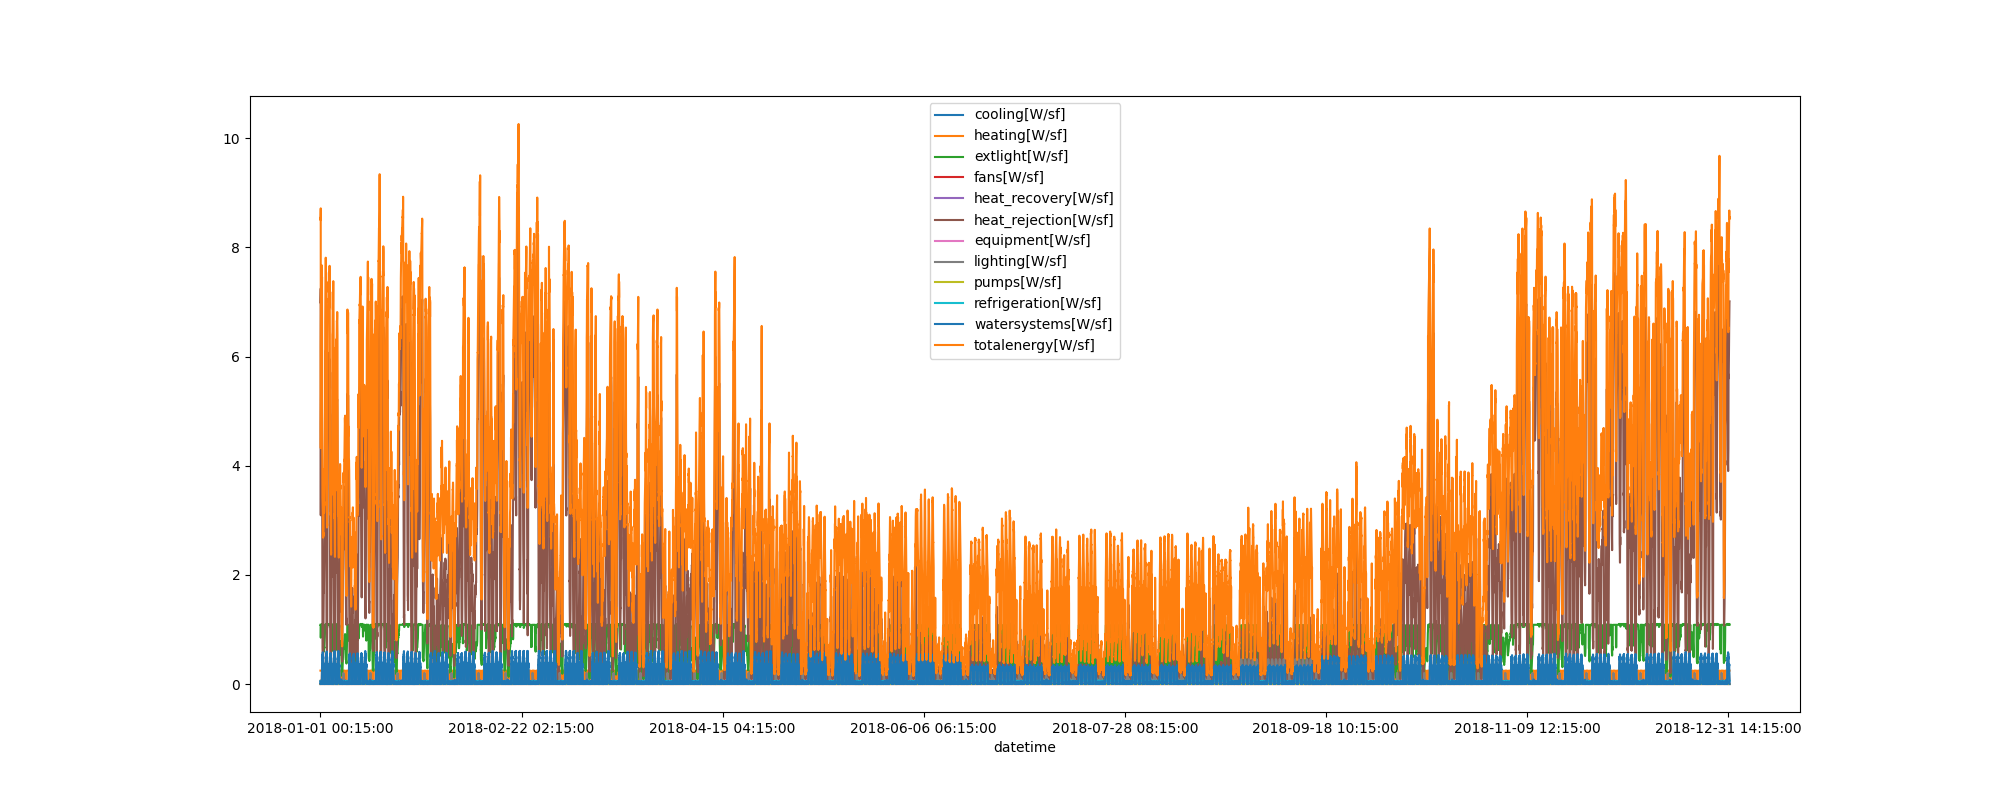 cooling[W/sf]
heating[W/sf]
extlight[W/sf]
fans[W/sf]
heat_recovery[W/sf]
heat_rejection[W/sf]
equipment[W/sf]
lighting[W/sf]
pumps[W/sf]
refrigeration[W/sf]
watersystems[W/sf]
totalenergy[W/sf]
10
8
6
4
2
0
2018-01-01 00:15:00 2018-02-22 02:15:00 2018-04-15 04:15:00 2018-06-06 06:15:00 2018-07-28 08:15:00 2018-09-18 10:15:00 2018-11-09 12:15:00 2018-12-31 14:15:00
datetime